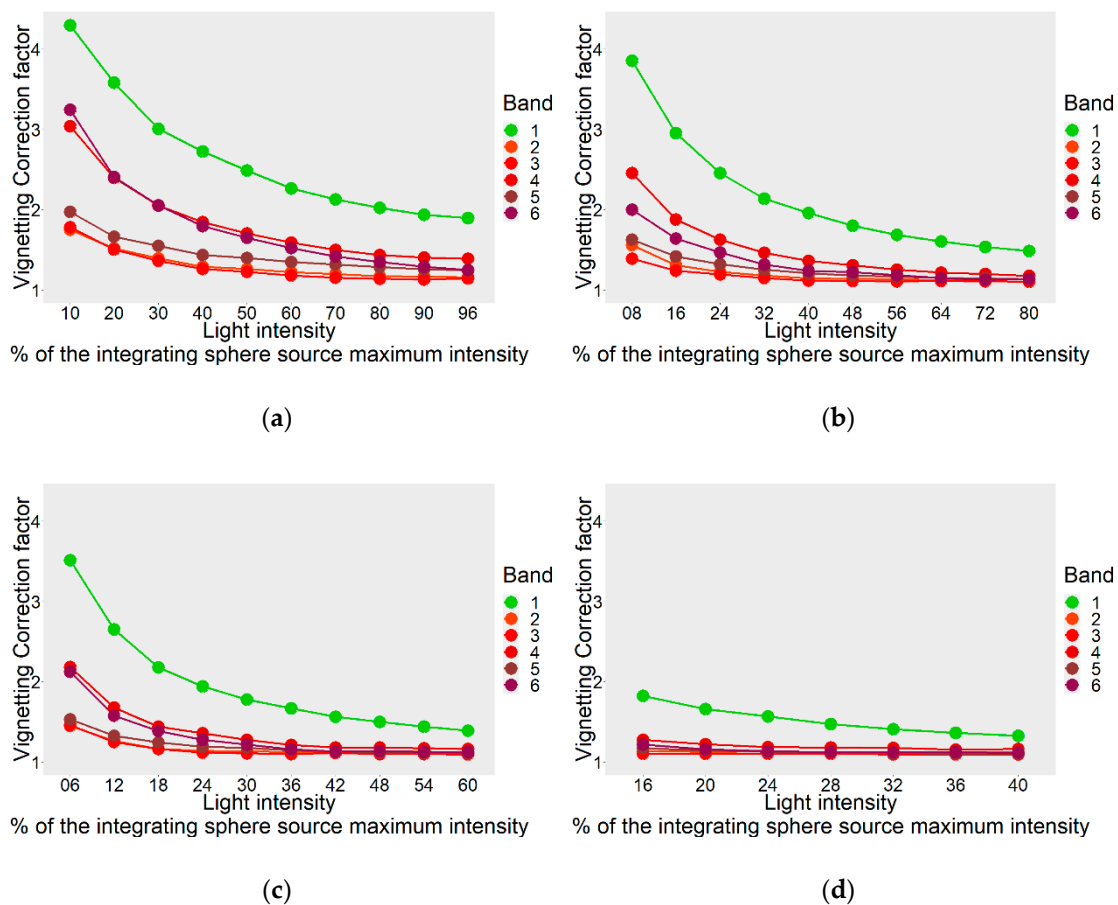 Vignetting Correction factor
4
3
2
1
10 20 30 40 50 60 70 80 90 96
Light intensity
% of the integrating sphere source maximum intensity
Band
1
2
3
4
5
6
(a)
Vignetting Correction factor
4
3
2
1
08 16 24 32 40 48 56 64 72 80
Light intensity
% of the integrating sphere source maximum intensity
Band
1
2
3
4
5
6
(b)
Vignetting Correction factor
4
3
2
1
06 12 18 24 30 36 42 48 54 60
Light intensity
% of the integrating sphere source maximum intensity
Band
1
2
3
4
5
6
(c)
Vignetting Correction factor
4
3
2
1
16 20 24 28 32 36 40
Light intensity
% of the integrating sphere source maximum intensity
Band
1
2
3
4
5
6
(d)